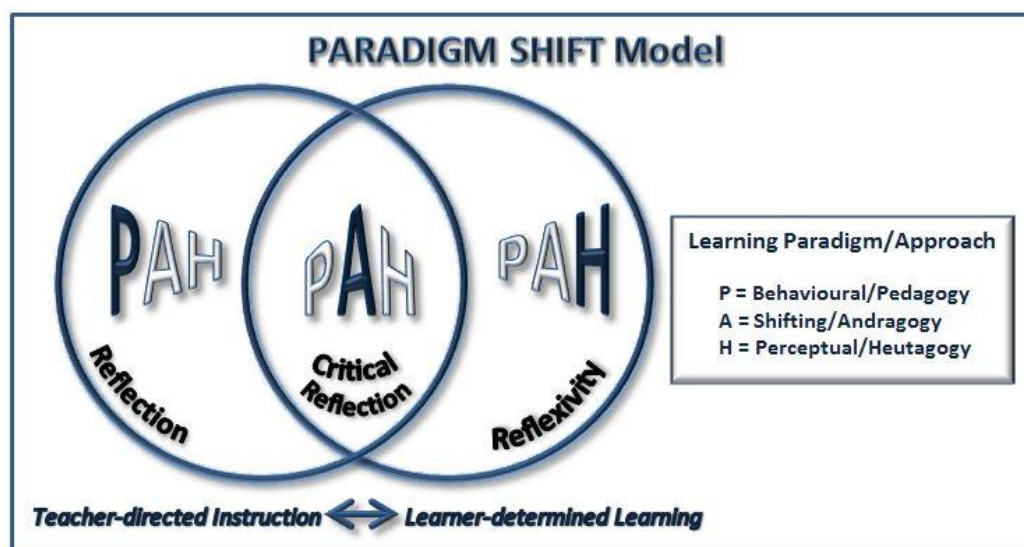 PARADIGM SHIFT Model
PAH
PAH
PAH
Reflection
Critical
Reflection
Reflexivity
Learning Paradigm/Approach
P = Behavioural/Pedagogy
A = Shifting/Andragogy
H = Perceptual/Heutagogy
Teacher-directed Instruction Learner-determined Learning